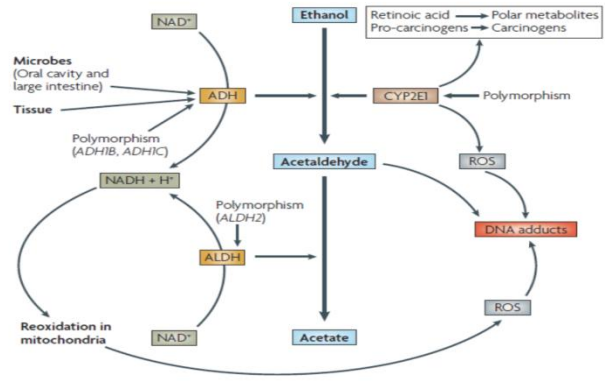 NAD⁺
Ethanol
Retinoic acid → Polar metabolites
Pro-carcinogens → Carcinogens
Microbes
(Oral cavity and
large intestine)
Tissue
ADH
CYP2E1
Polymorphism
Polymorphism
(ADH1B, ADH1C)
Acetaldehyde
ROS
NADH + H⁺
Polymorphism
(ALDH2)
DNA adducts
ALDH
ROS
Reoxidation in
mitochondria
NAD⁺
Acetate